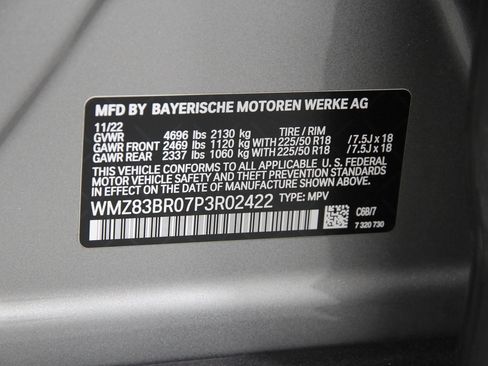 MFD BY BAYERISCHE MOTOREN WERKE AG
11/22
GVWR 4696 lbs 2130 kg TIRE / RIM
GAWR FRONT 2469 lbs 1120 kg WITH 225/50 R18 /7.5J x 18
GAWR REAR 2337 lbs 1060 kg WITH 225/50 R18 /7.5J x 18
THIS VEHICLE CONFORMS TO ALL APPLICABLE U. S. FEDERAL
MOTOR VEHICLE SAFETY AND THEFT PREVENTION STANDARDS
IN EFFECT ON THE DATE OF MANUFACTURE SHOWN ABOVE.
WMZ83BR07P3R02422 TYPE: MPV
C6B/7
7 320 730